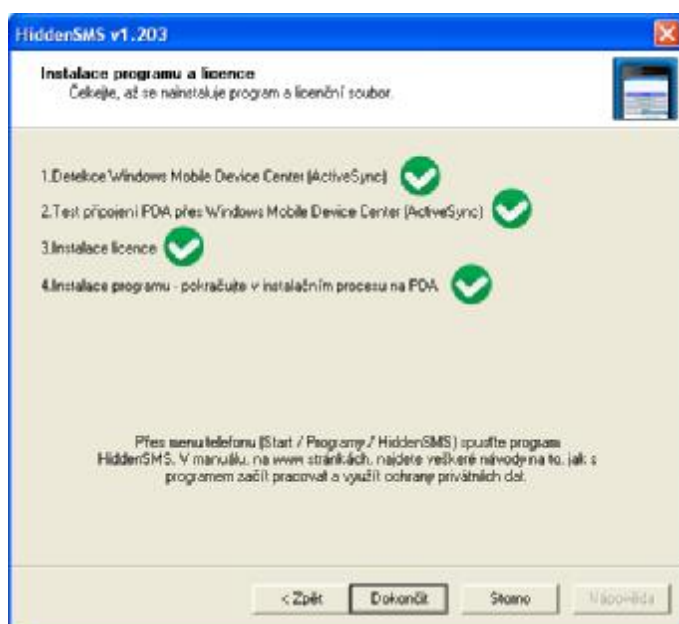 HiddenSMS v1.203
Instalace programu a licence
Čekejte, až se nainstaluje program a licenční soubor.
1.Detekce Windows Mobile Device Center (ActiveSync)
2.Test připojení PDA přes Windows Mobile Device Center (ActiveSync)
3.Instalace licence
4.Instalace programu - pokračujte v instalačním procesu na PDA
Přes menu telefonu (Start / Programy / HiddenSMS) spusťte program
HiddenSMS. V manuálu, na www stránkách, najdete veškeré návody na to, jak s
programem začít pracovat a využít ochrany privátních dat.
< Zpět
Dokončit
Storno
Nápověda